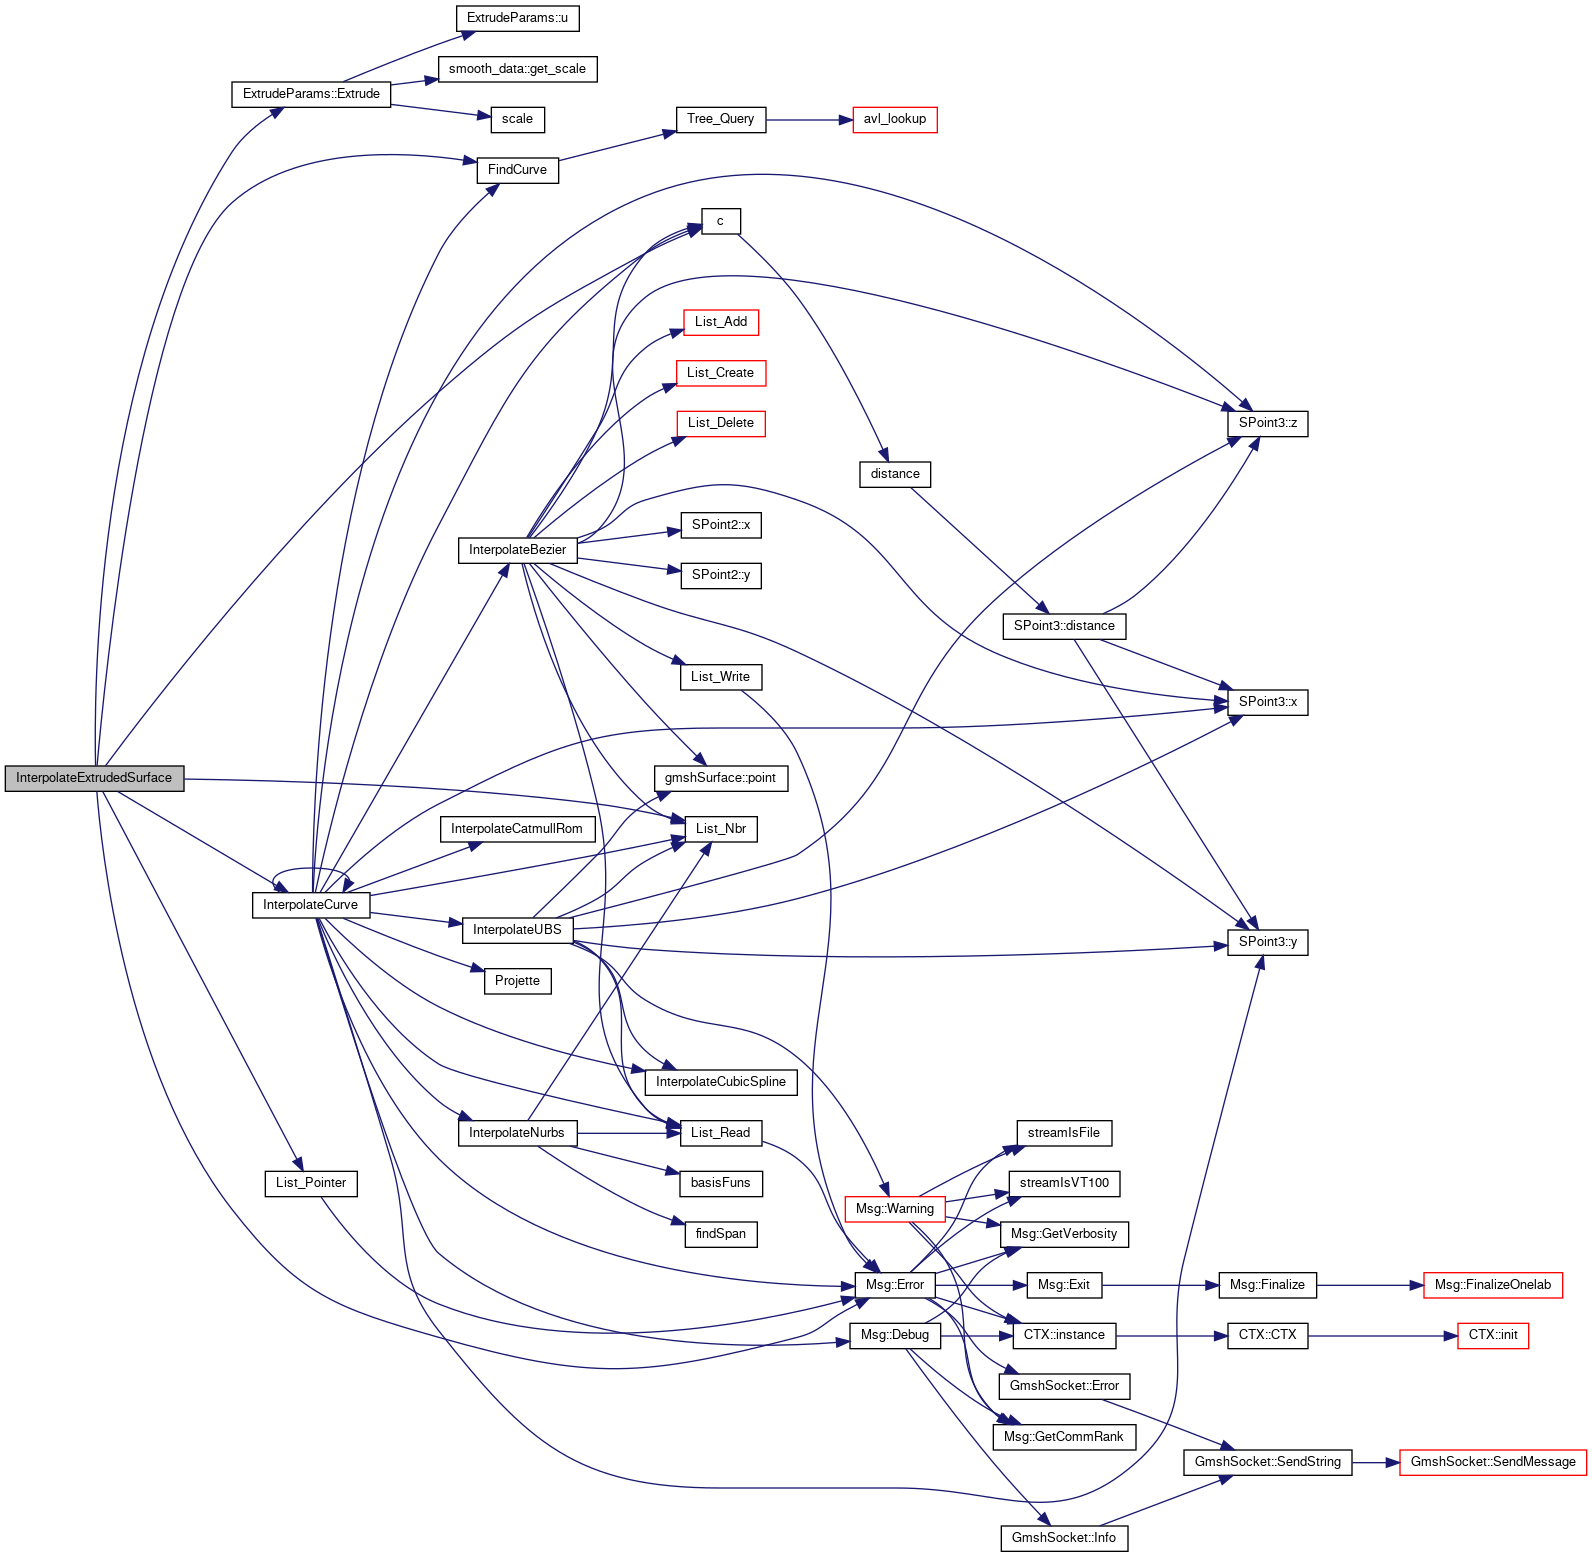 ExtrudeParams::u
smooth_data::get_scale
ExtrudeParams::Extrude
scale
Tree_Query
avl_lookup
FindCurve
c
List_Add
List_Create
List_Delete
SPoint3::z
distance
SPoint2::x
InterpolateBezier
SPoint2::y
SPoint3::distance
List_Write
SPoint3::x
InterpolateExtrudedSurface
gmshSurface::point
InterpolateCatmullRom
List_Nbr
InterpolateCurve
InterpolateUBS
SPoint3::y
Projette
InterpolateCubicSpline
InterpolateNurbs
List_Read
streamIsFile
List_Pointer
basisFuns
streamIsVT100
Msg::Warning
findSpan
Msg::GetVerbosity
Msg::Error
Msg::Exit
Msg::Finalize
Msg::FinalizeOnelab
Msg::Debug
CTX::instance
CTX::CTX
CTX::init
GmshSocket::Error
Msg::GetCommRank
GmshSocket::SendString
GmshSocket::SendMessage
GmshSocket::Info